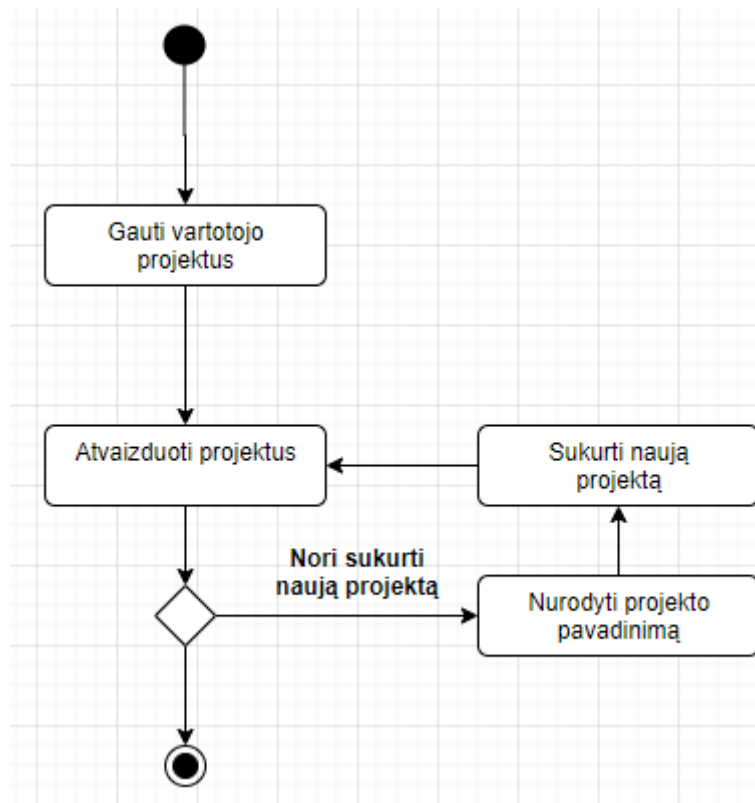 Gauti vartotojo
projektus
Atvaizduoti projektus
Sukurti naują
projektą
Nori sukurti
naują projektą
Nurodyti projekto
pavadinimą